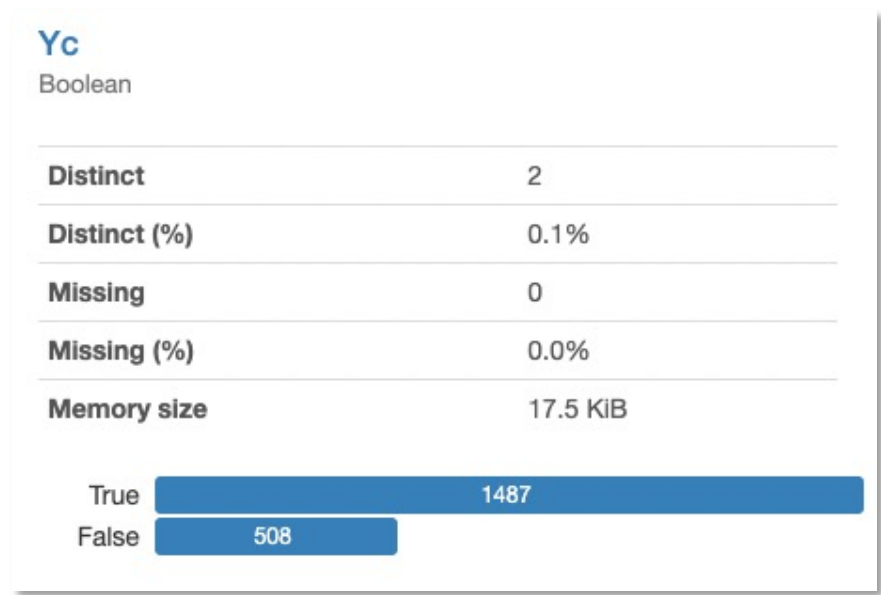 Yc
Boolean
Distinct 2
Distinct (%) 0.1%
Missing 0
Missing (%) 0.0%
Memory size 17.5 KiB
True 1487
False 508